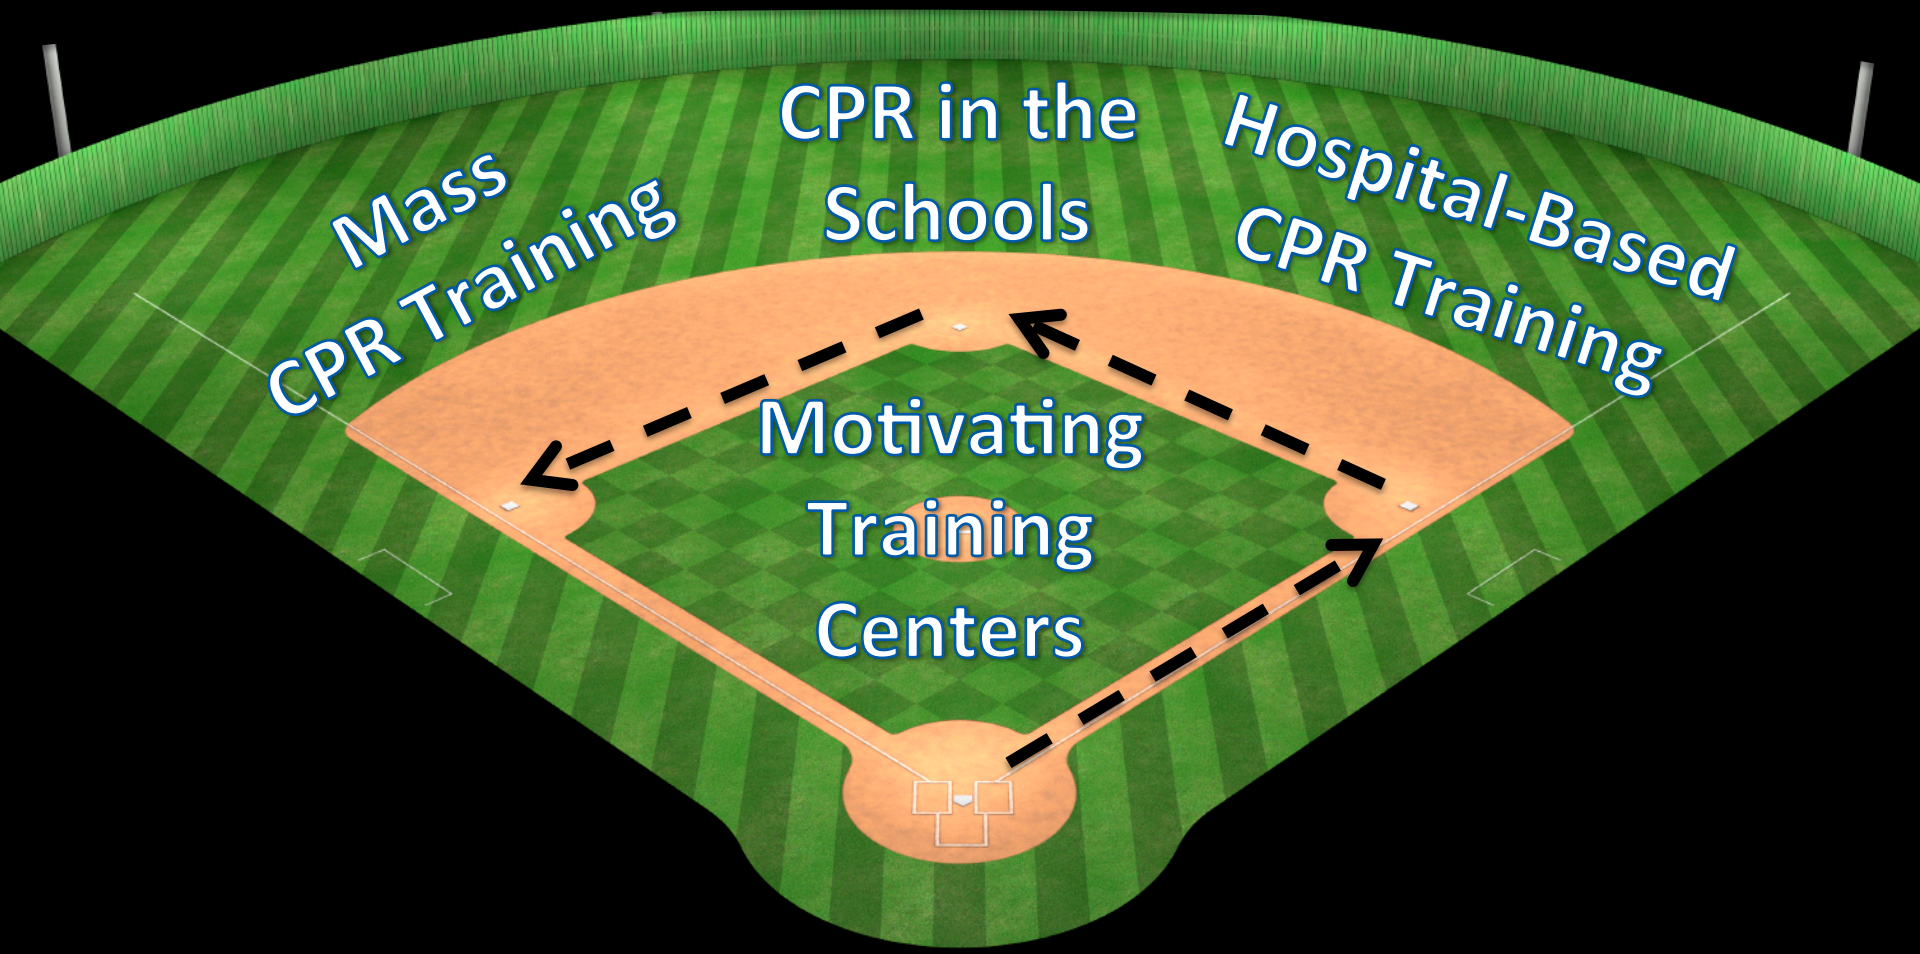 Mass
CPR Training
CPR in the
Schools
Hospital-Based
CPR Training
Motivating
Training
Centers